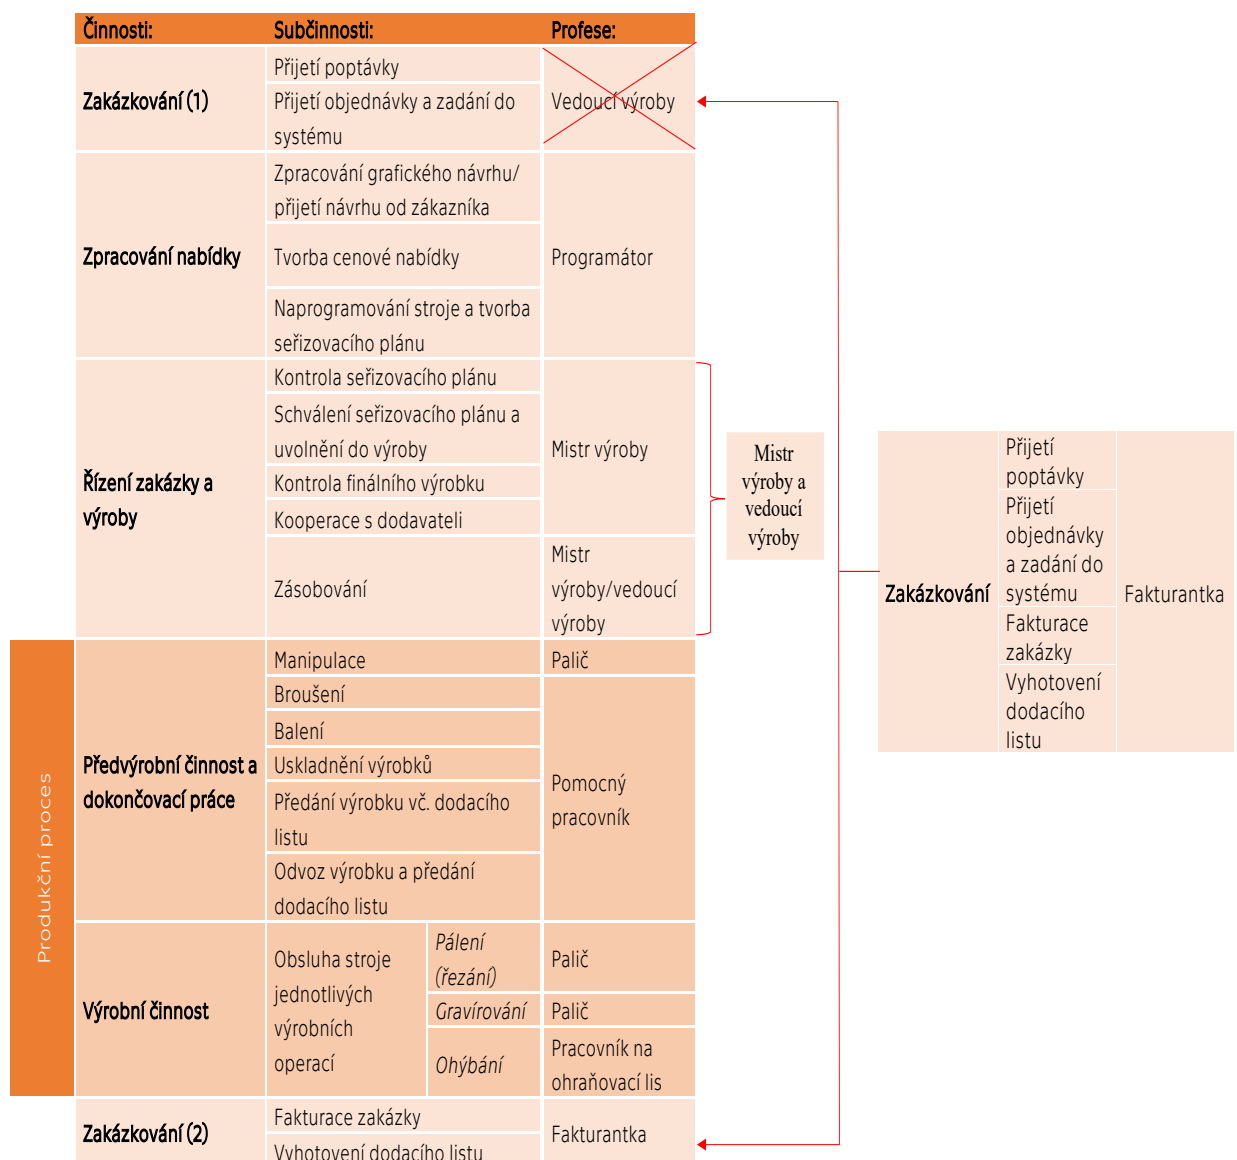 Činnosti: Subčinnosti: Profese:
Zakázkování (1)
Přijetí poptávky
Přijetí objednávky a zadání do
systému
Vedoucí výroby
Zpracování nabídky
Zpracování grafického návrhu/
přijetí návrhu od zákazníka
Tvorba cenové nabídky
Naprogramování stroje a tvorba
seřizovacího plánu
Programátor
Řízení zakázky a
výroby
Kontrola seřizovacího plánu
Schválení seřizovacího plánu a
uvolnění do výroby
Kontrola finálního výrobku
Kooperace s dodavateli
Mistr výroby
Zásobování
Mistr
výroby/vedoucí
výroby
Mistr
výroby a
vedoucí
výroby
Zakázkování
Přijetí
poptávky
Přijetí
objednávky
a zadání do
systému
Fakturace
zakázky
Vyhotovení
dodacího
listu
Fakturantka
Produkční proces
Předvýrobní činnost a
dokončovací práce
Manipulace
Palič
Broušení
Balení
Uskladnění výrobků
Předání výrobku vč. dodacího
listu
Odvoz výrobku a předání
dodacího listu
Pomocný
pracovník
Výrobní činnost
Obsluha stroje
jednotlivých
výrobních
operací
Pálení
(řezání)
Palič
Gravírování
Palič
Ohýbání
Pracovník na
ohraňovací lis
Zakázkování (2)
Fakturace zakázky
Vyhotovení dodacího listu
Fakturantka